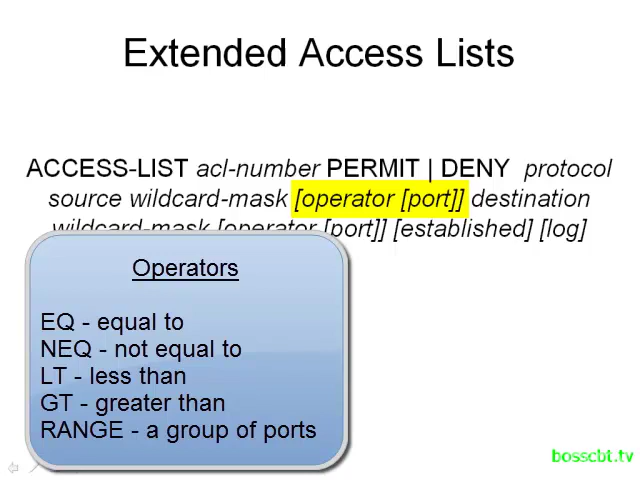 Extended Access Lists
ACCESS-LIST acl-number PERMIT | DENY protocol
source wildcard-mask [operator [port]] destination
wildcard-mask [operator [port]] [established] [log]
Operators
EQ - equal to
NEQ - not equal to
LT - less than
GT - greater than
RANGE - a group of ports
bosscbt.tv